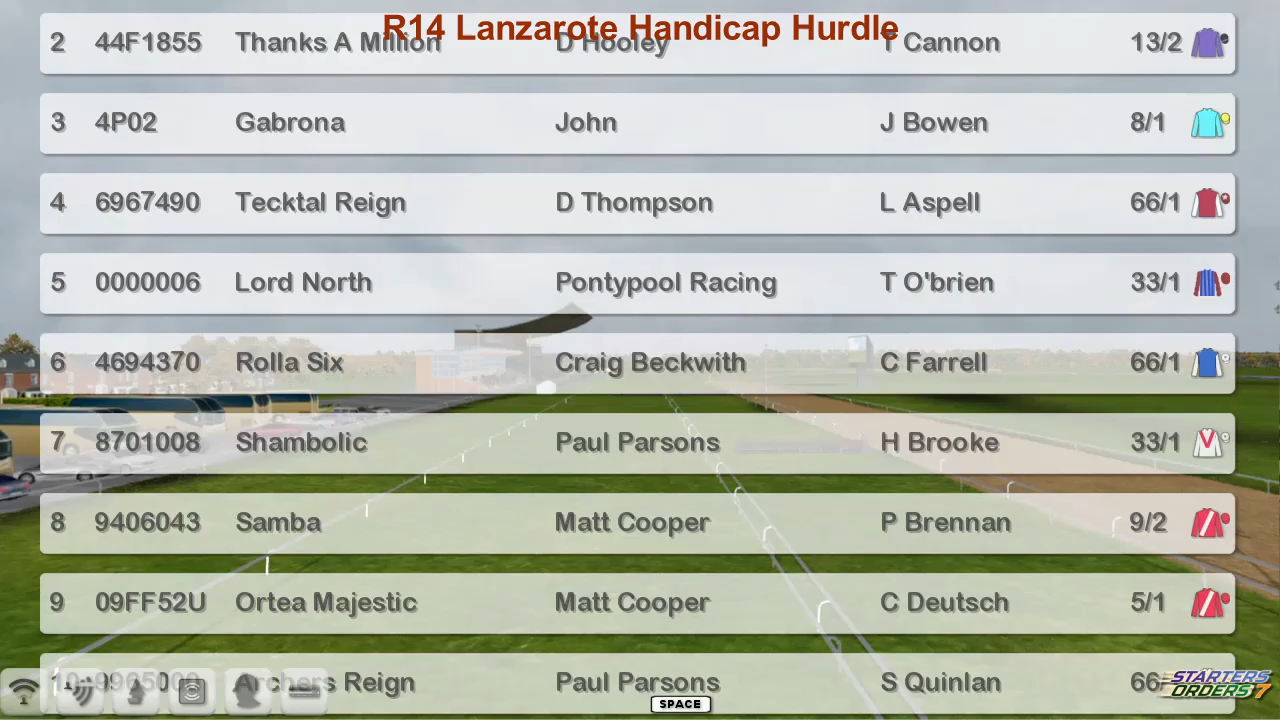 R14 Lanzarote Handicap Hurdle
2 44F1855 Thanks A Million D Hooley T Cannon 13/2
3 4P02 Gabrona John J Bowen 8/1
4 6967490 Tecktal Reign D Thompson L Aspell 66/1
5 0000006 Lord North Pontypool Racing T O'brien 33/1
6 4694370 Rolla Six Craig Beckwith C Farrell 66/1
7 8701008 Shambolic Paul Parsons H Brooke 33/1
8 9406043 Samba Matt Cooper P Brennan 9/2
9 09FF52U Ortea Majestic Matt Cooper C Deutsch 5/1
10 Archers Reign Paul Parsons S Quinlan
SPACE
STARTERS
ORDERS 7